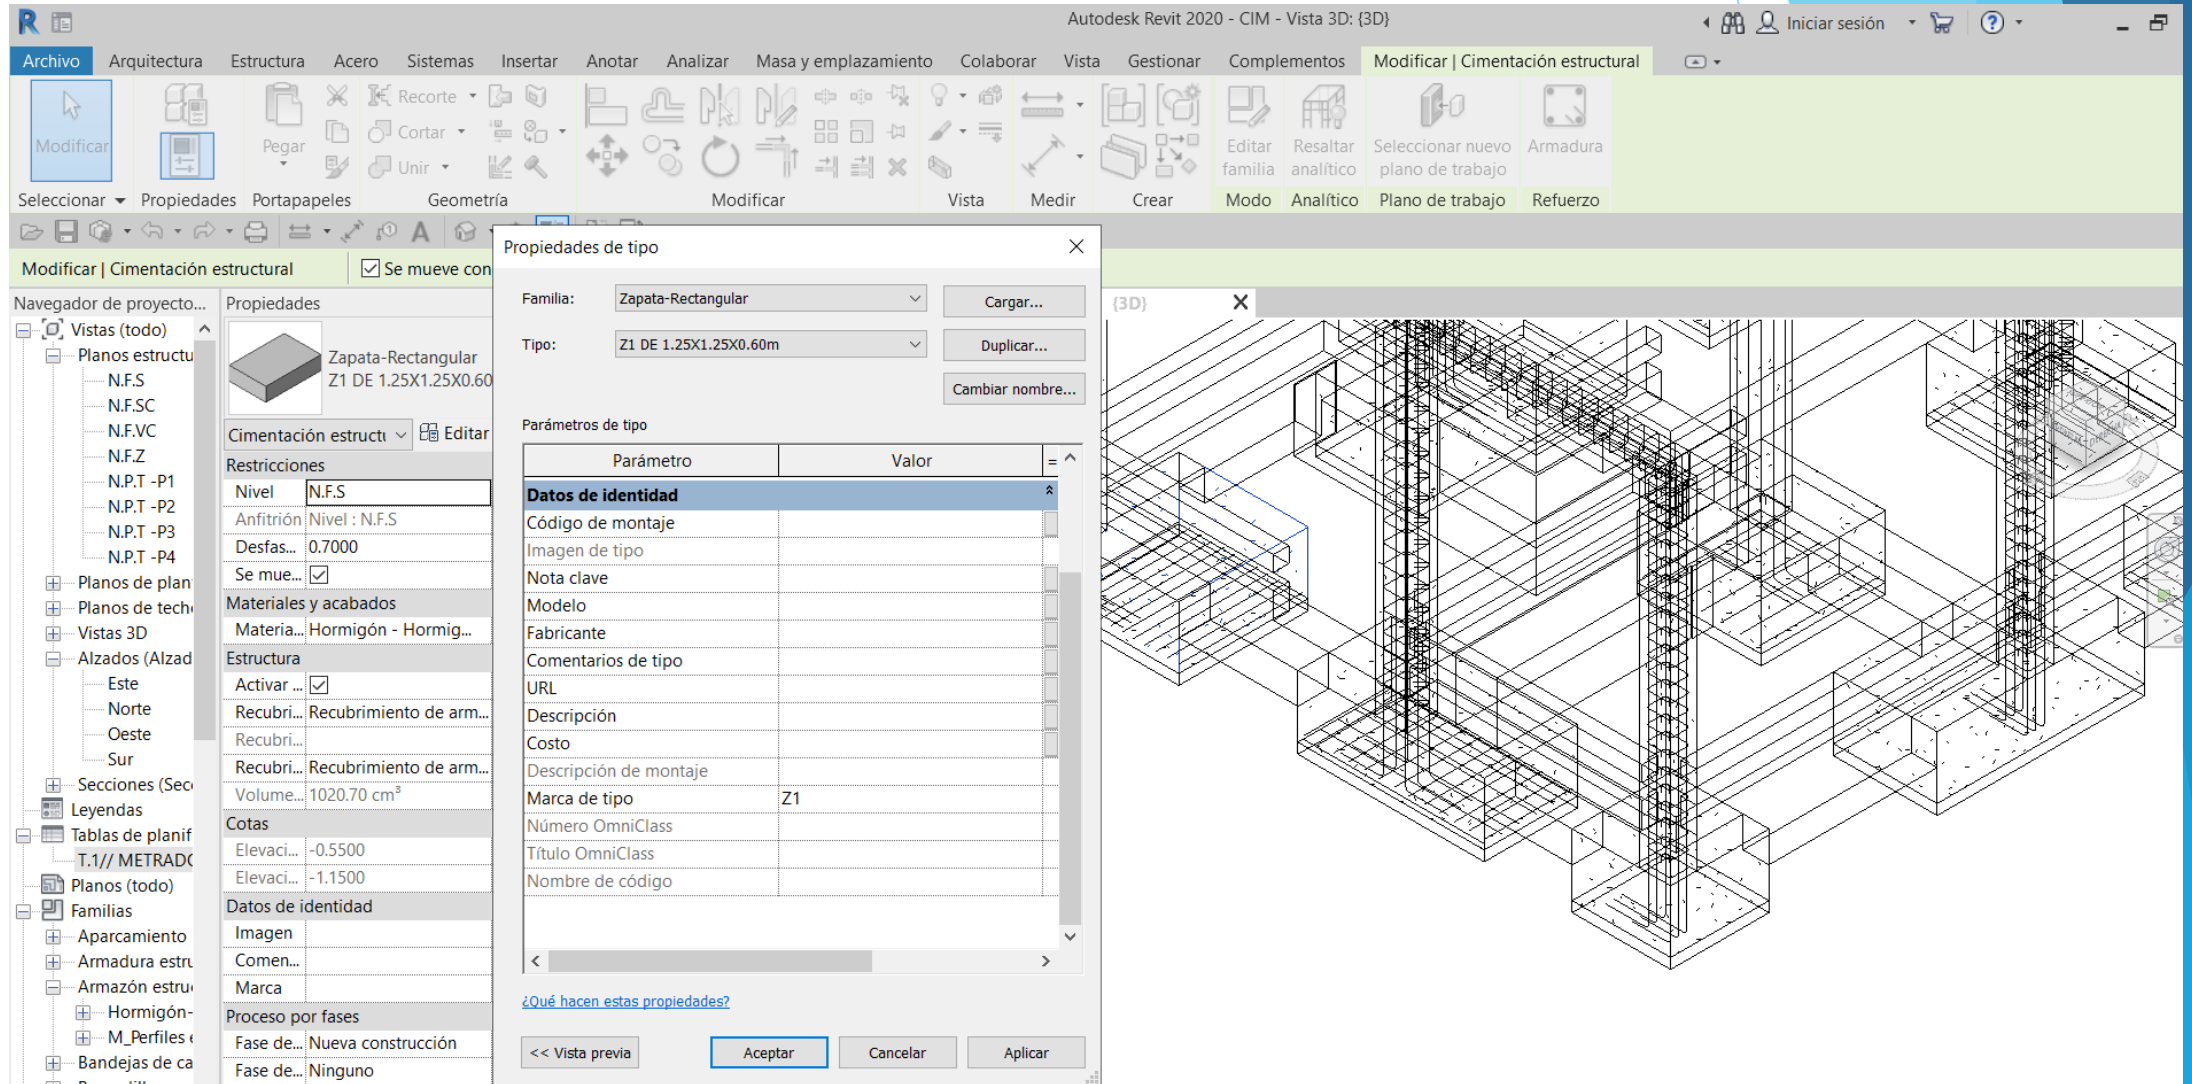 Autodesk Revit 2020 - CIM - Vista 3D: {3D}
Iniciar sesión
Archivo Arquitectura Estructura Acero Sistemas Insertar Anotar Analizar Masa y emplazamiento Colaborar Vista Gestionar Complementos Modificar | Cimentación estructural
Modificar
Pegar
Recorte
Cortar
Unir
Editar familia
Resaltar analítico
Seleccionar nuevo plano de trabajo
Armadura
Seleccionar Propiedades Portapapeles Geometría Modificar Vista Medir Crear Modo Analítico Plano de trabajo Refuerzo
Modificar | Cimentación estructural
Se mueve con
Navegador de proyecto...
Vistas (todo)
Planos estructu
N.F.S
N.F.SC
N.F.VC
N.F.Z
N.P.T -P1
N.P.T -P2
N.P.T -P3
N.P.T -P4
Planos de plan
Planos de tech
Vistas 3D
Alzados (Alzad
Este
Norte
Oeste
Sur
Secciones (Sec
Leyendas
Tablas de planif
T.1// METRADO
Planos (todo)
Familias
Aparcamiento
Armadura estru
Armazón estru
Hormigón-
M_Perfiles
Bandejas de ca
Propiedades
Zapata-Rectangular
Z1 DE 1.25X1.25X0.60
Cimentación estructu
Editar
Restricciones
Nivel N.F.S
Anfitrión Nivel : N.F.S
Desfas... 0.7000
Se mue...
Materiales y acabados
Materia... Hormigón - Hormig...
Estructura
Activar ...
Recubri... Recubrimiento de arm...
Recubri...
Recubri... Recubrimiento de arm...
Volume... 1020.70 cm³
Cotas
Elevaci... -0.5500
Elevaci... -1.1500
Datos de identidad
Imagen
Comen...
Marca
Proceso por fases
Fase de... Nueva construcción
Fase de... Ninguno
Propiedades de tipo
Familia: Zapata-Rectangular Cargar...
Tipo: Z1 DE 1.25X1.25X0.60m Duplicar...
Cambiar nombre...
Parámetros de tipo
Parámetro Valor =
Datos de identidad
Código de montaje
Imagen de tipo
Nota clave
Modelo
Fabricante
Comentarios de tipo
URL
Descripción
Costo
Descripción de montaje
Marca de tipo Z1
Número OmniClass
Título OmniClass
Nombre de código
¿Qué hacen estas propiedades?
<< Vista previa Aceptar Cancelar Aplicar
{3D}